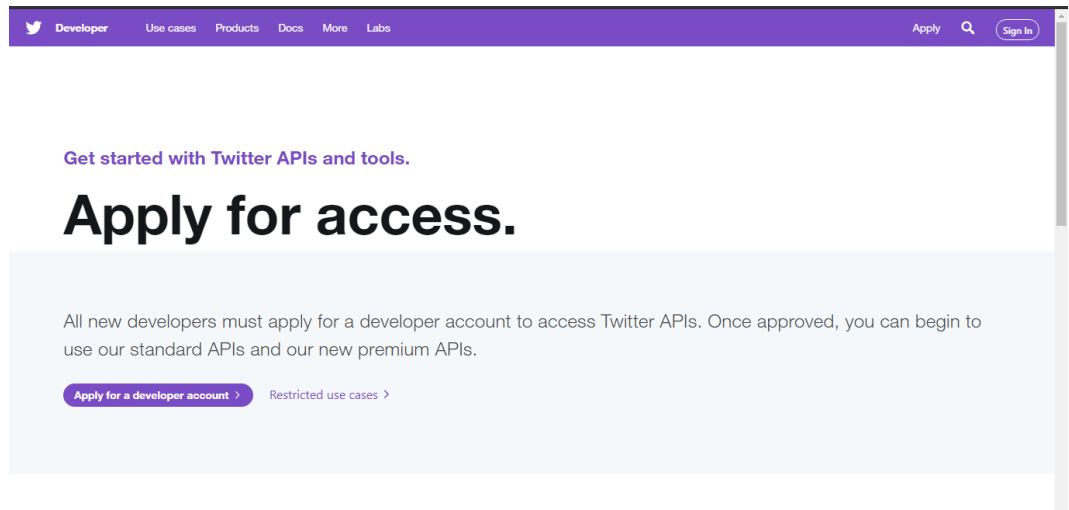 Developer Use cases Products Docs More Labs Apply Sign In
Get started with Twitter APIs and tools.
Apply for access.
All new developers must apply for a developer account to access Twitter APIs. Once approved, you can begin to
use our standard APIs and our new premium APIs.
Apply for a developer account > Restricted use cases >